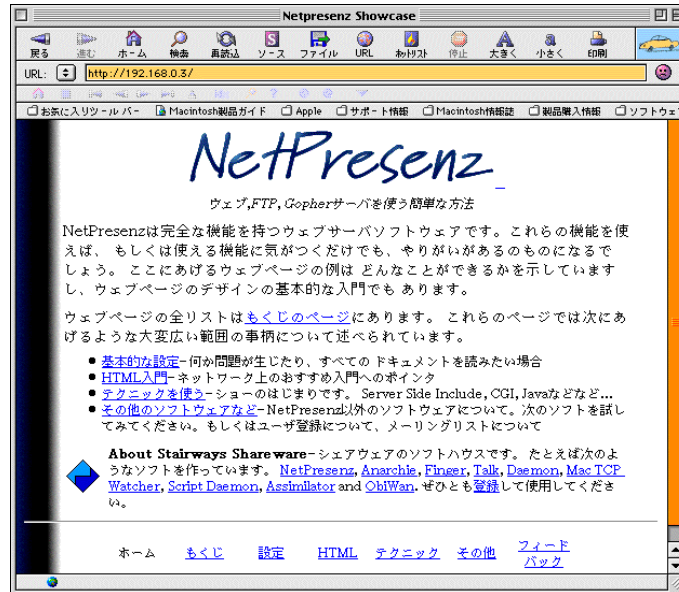 Netpresenz Showcase
戻る 進む ホーム 検索 再読込 ソース ファイル URL ホットリスト 停止 大きく 小さく 印刷
URL: http://192.168.0.3/
お気に入りツールバー Macintosh製品ガイド Apple サポート情報 Macintosh情報誌 製品購入情報 ソフトウェ
NetPresenz
ウェブ,FTP, Gopherサーバを使う簡単な方法
NetPresenzは完全な機能を持つウェブサーバソフトウェアです。これらの機能を使
えば、 もしくは使える機能に気がつくだけでも、やりがいがあるのものになるで
しょう。 ここにあげるウェブページの例は どんなことができるかを示しています
し、ウェブページのデザインの基本的な入門でも あります。
ウェブページの全リストはもくじのページにあります。 これらのページでは次にあ
げるような大変広い範囲の事柄について述べられています。
● 基本的な設定-何か問題が生じたり、すべての ドキュメントを読みたい場合
● HTML入門-ネットワーク上のおすすめ入門へのポインタ
● テクニックを使う-ショーのはじまりです。 Server Side Include, CGI, Javaなどなど...
● その他のソフトウェアなど-NetPresenz以外のソフトウェアについて。次のソフトを試し
てみてください。もしくはユーザ登録について、メーリングリストについて
About Stairways Shareware-シェアウェアのソフトハウスです。 たとえば次のよ
うなソフトを作っています。 NetPresenz, Anarchie, Finger, Talk, Daemon, Mac TCP
Watcher, Script Daemon, Assimilator and ObiWan. ぜひとも登録して使用してくださ
い。
ホーム もくじ 設定 HTML テクニック その他 フィード
バック